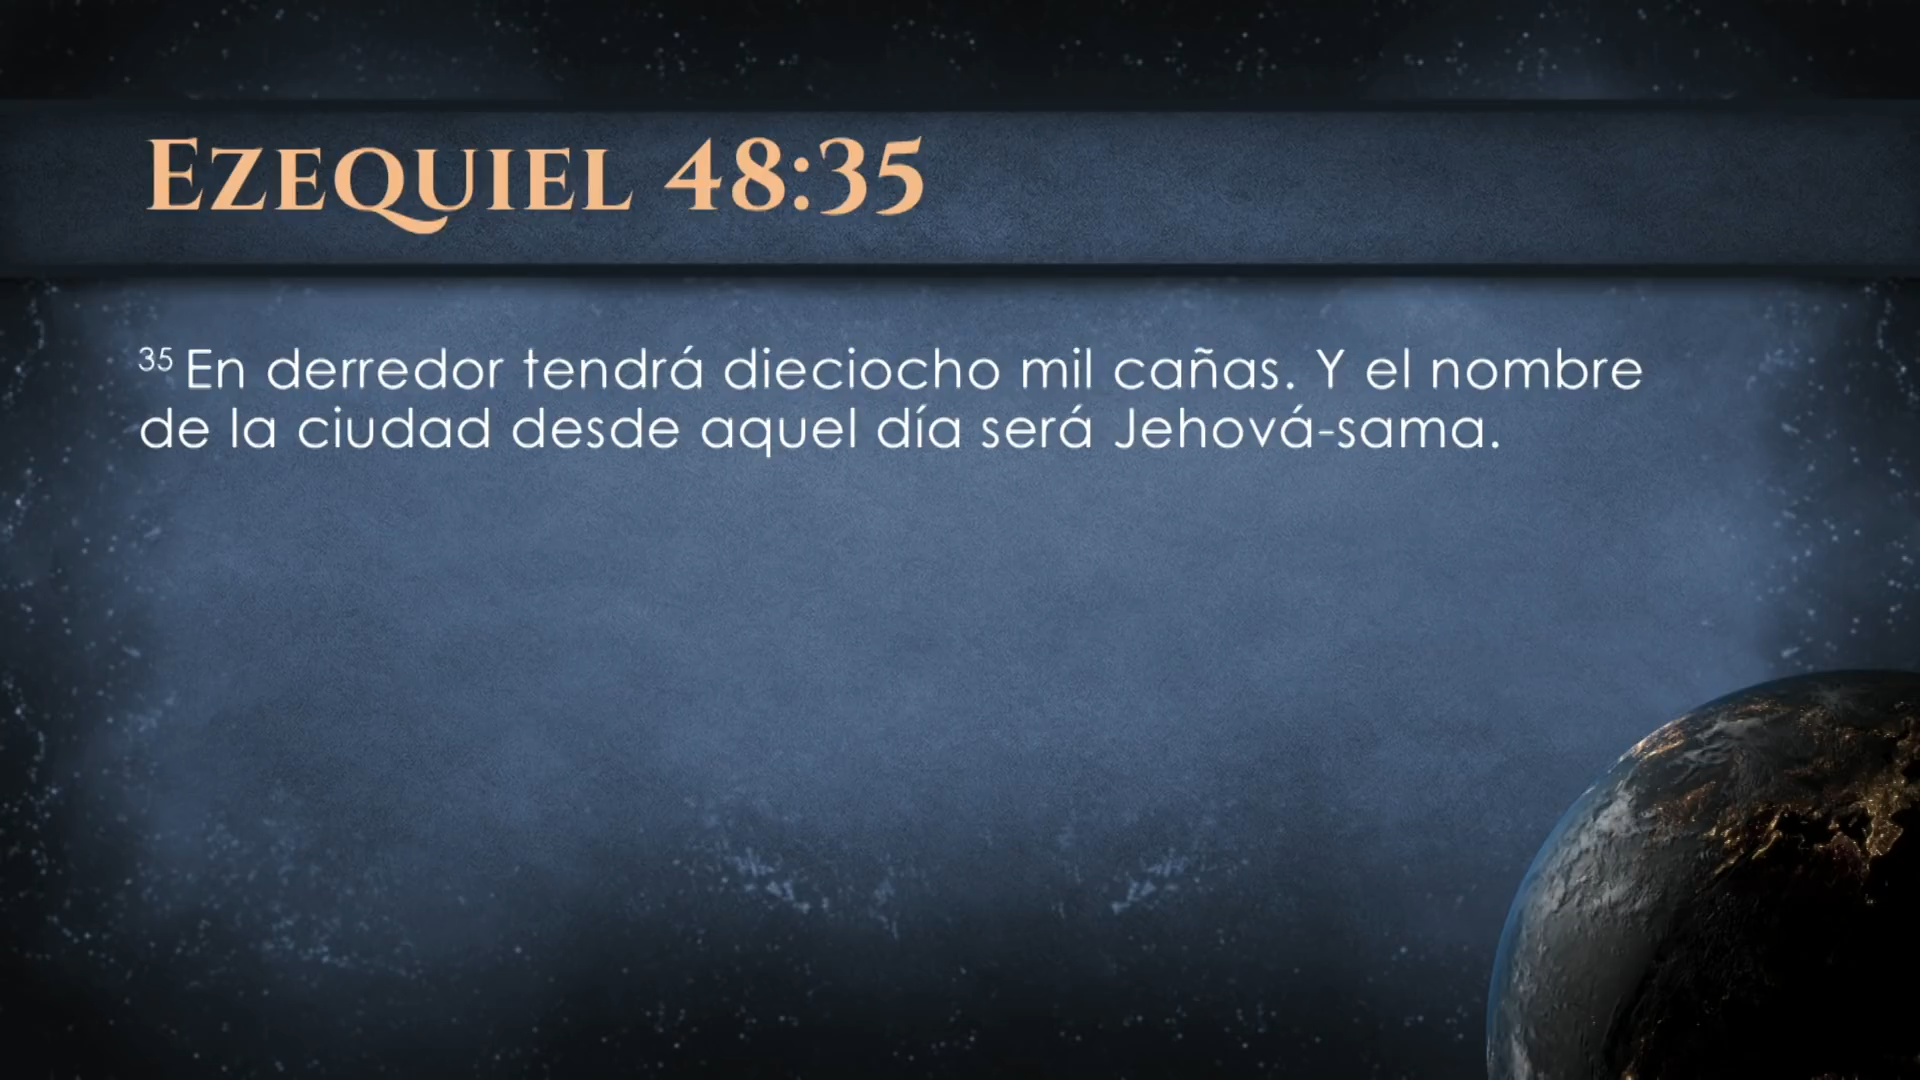 EZEQUIEL 48:35
35 En derredor tendrá dieciocho mil cañas. Y el nombre
de la ciudad desde aquel día será Jehová-sama.